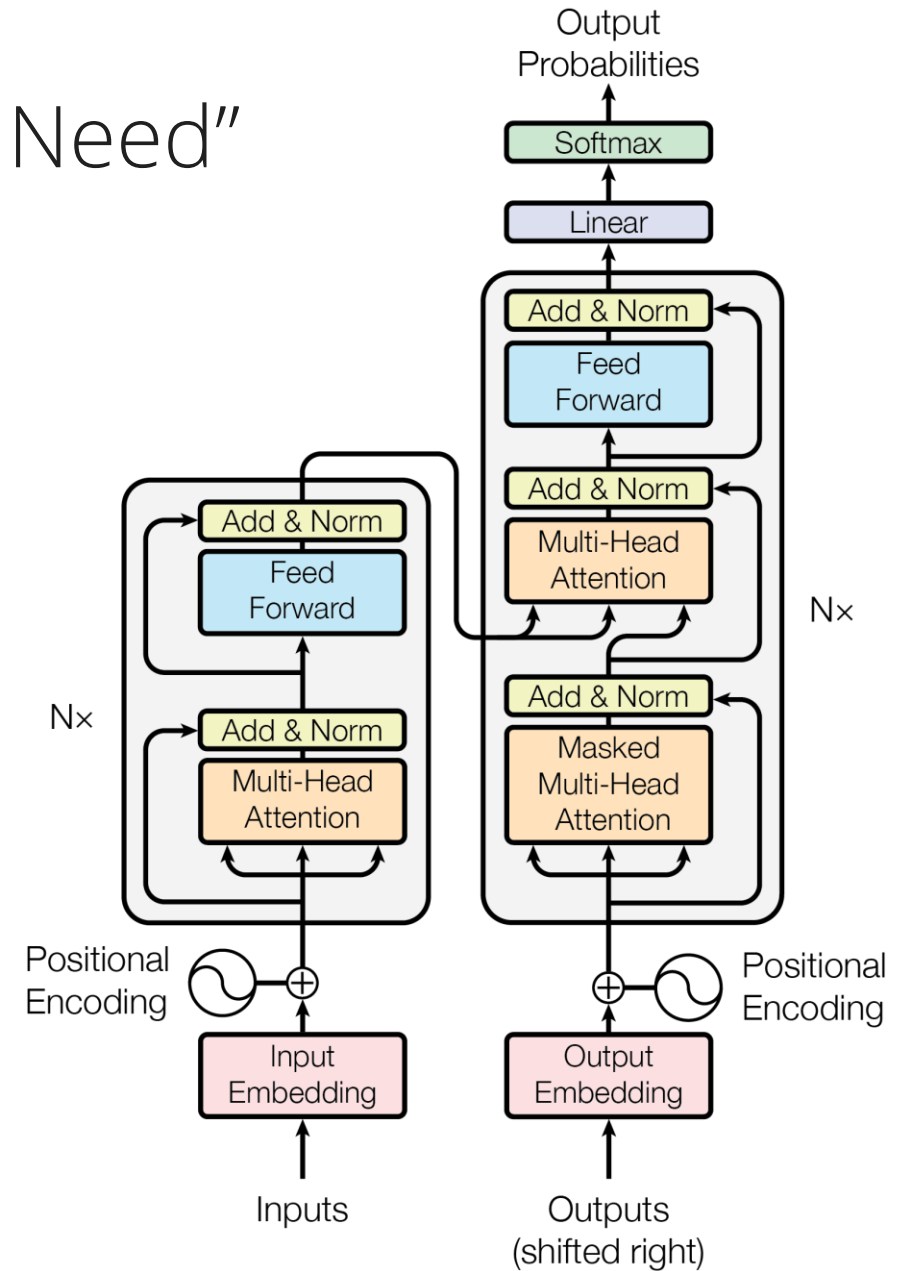 Need”
Output
Probabilities
Softmax
Linear
Add & Norm
Feed
Forward
Add & Norm
Multi-Head
Attention
Nx
Add & Norm
Masked
Multi-Head
Attention
Add & Norm
Feed
Forward
Nx
Add & Norm
Multi-Head
Attention
Positional
Encoding
Positional
Encoding
Input
Embedding
Output
Embedding
Inputs
Outputs
(shifted right)